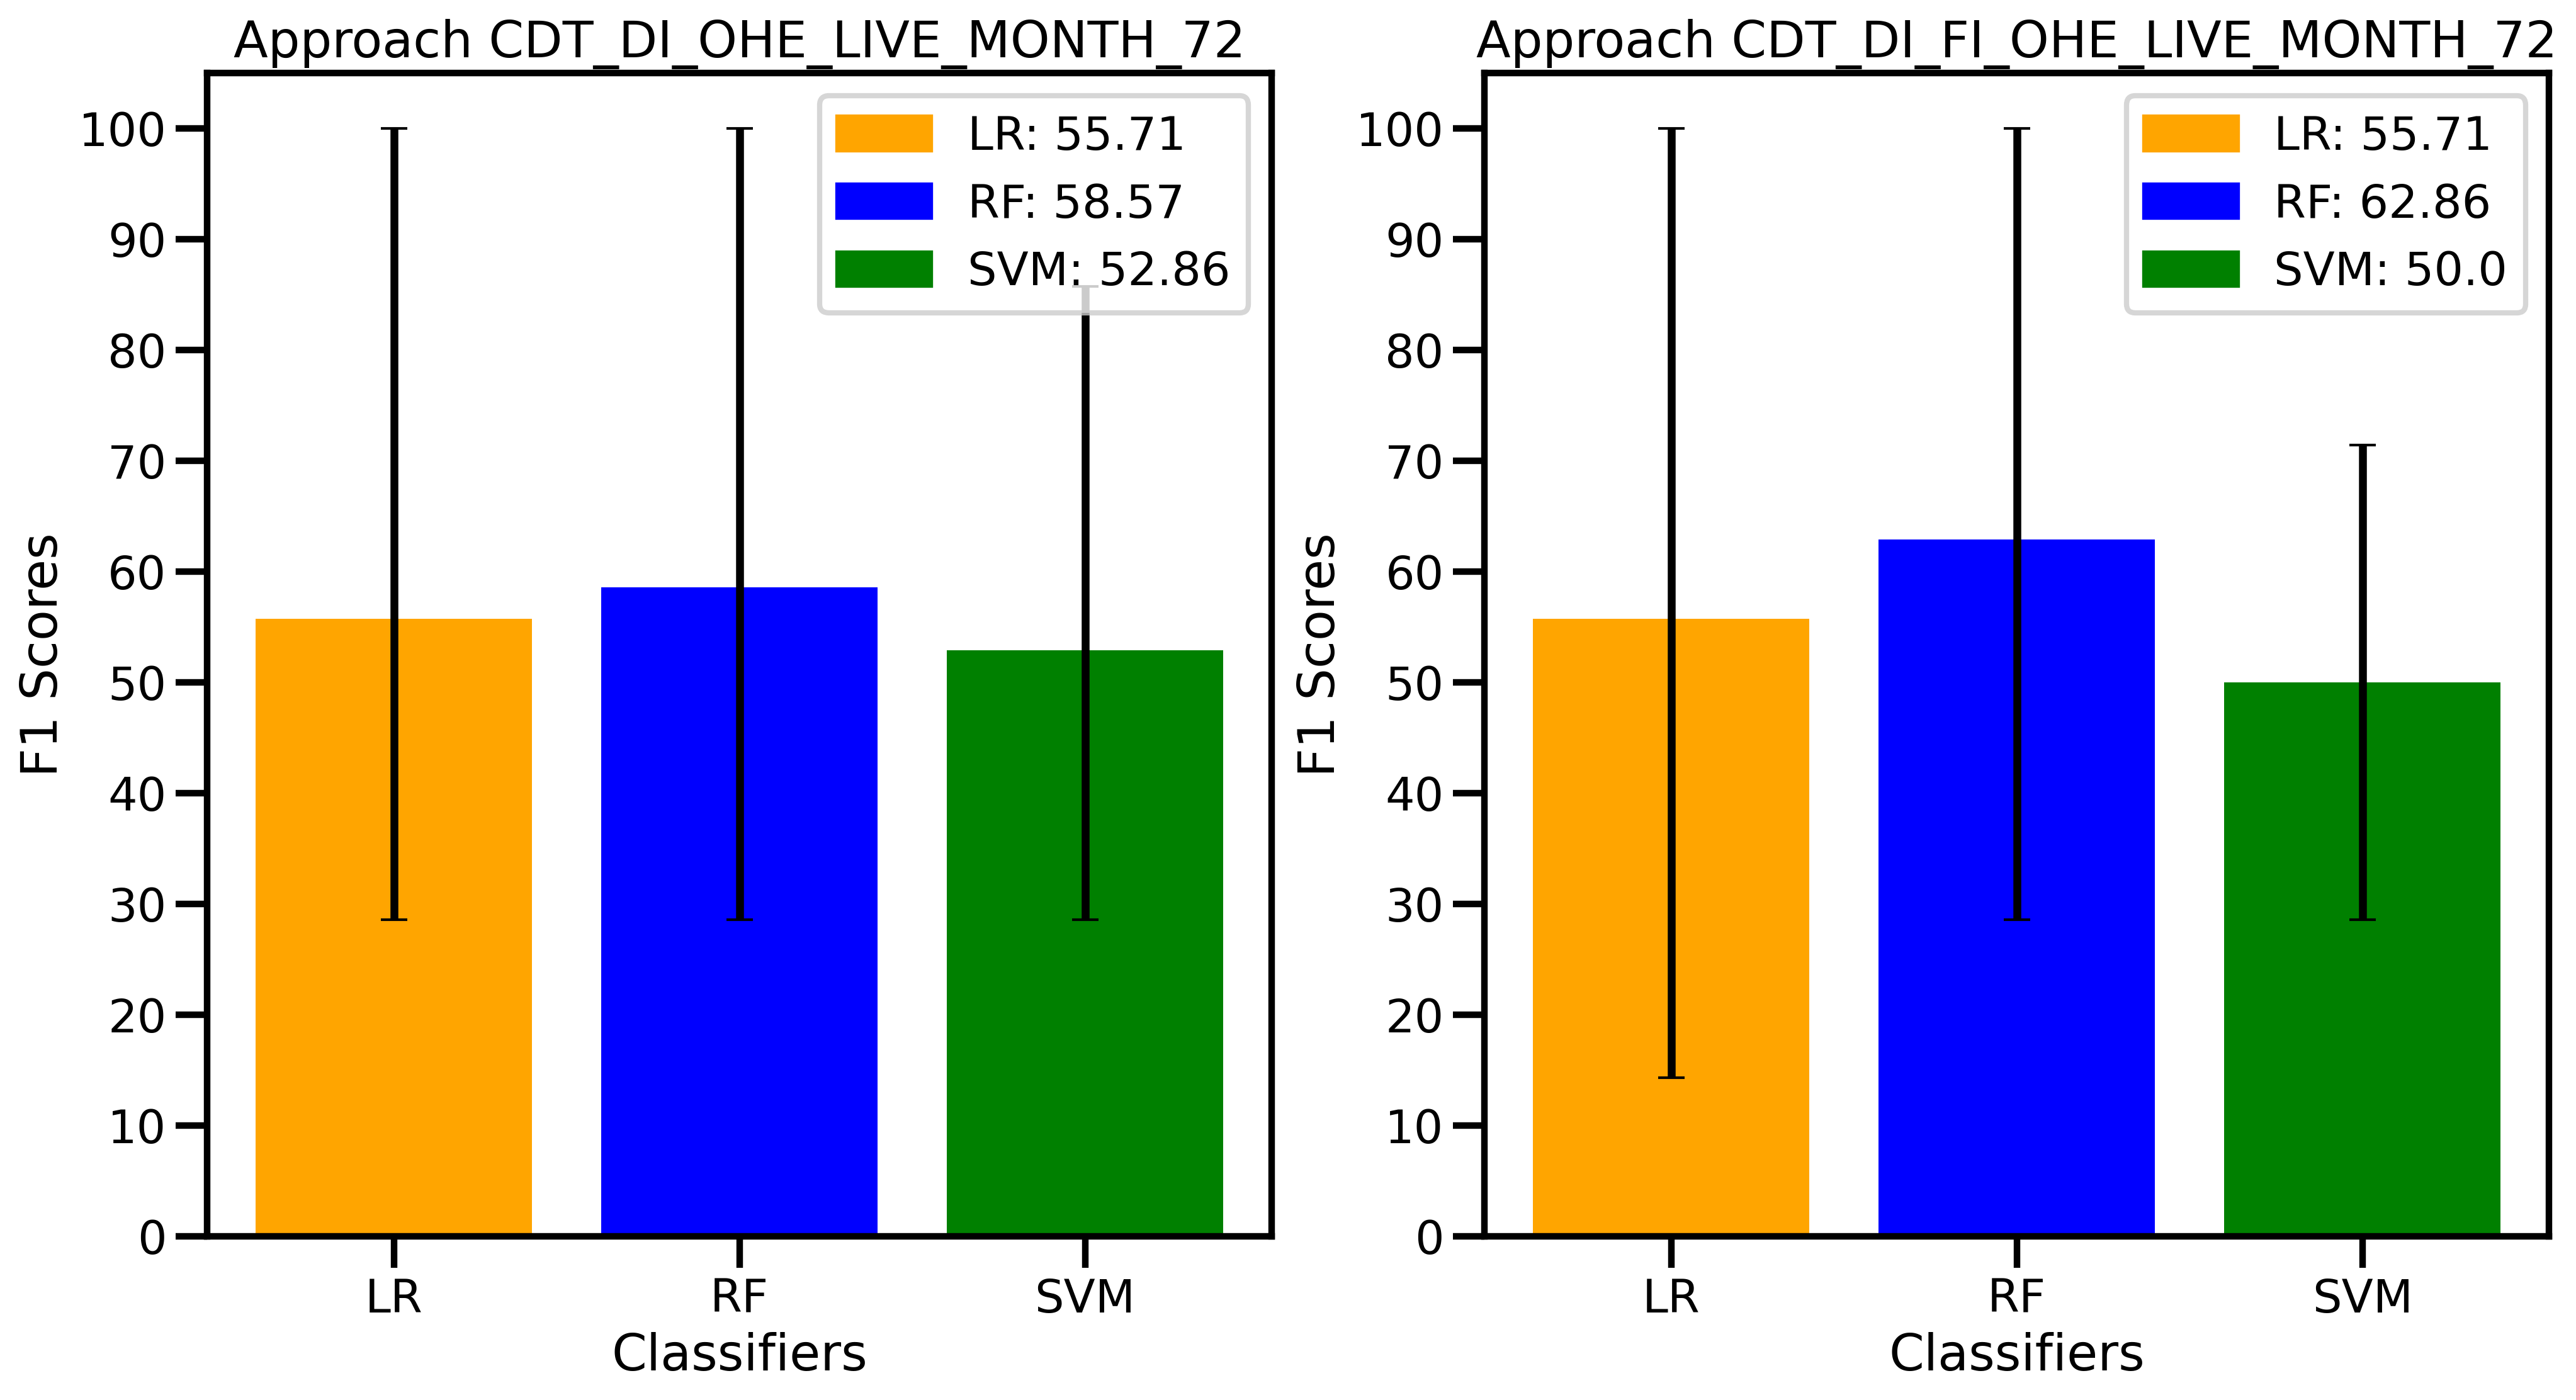 Approach CDT_DI_OHE_LIVE_MONTH_72
LR: 55.71
RF: 58.57
SVM: 52.86
100
90
80
70
60
50
40
30
20
10
0
F1 Scores
LR RF SVM
Classifiers
Approach CDT_DI_FI_OHE_LIVE_MONTH_72
LR: 55.71
RF: 62.86
SVM: 50.0
100
90
80
70
60
50
40
30
20
10
0
F1 Scores
LR RF SVM
Classifiers